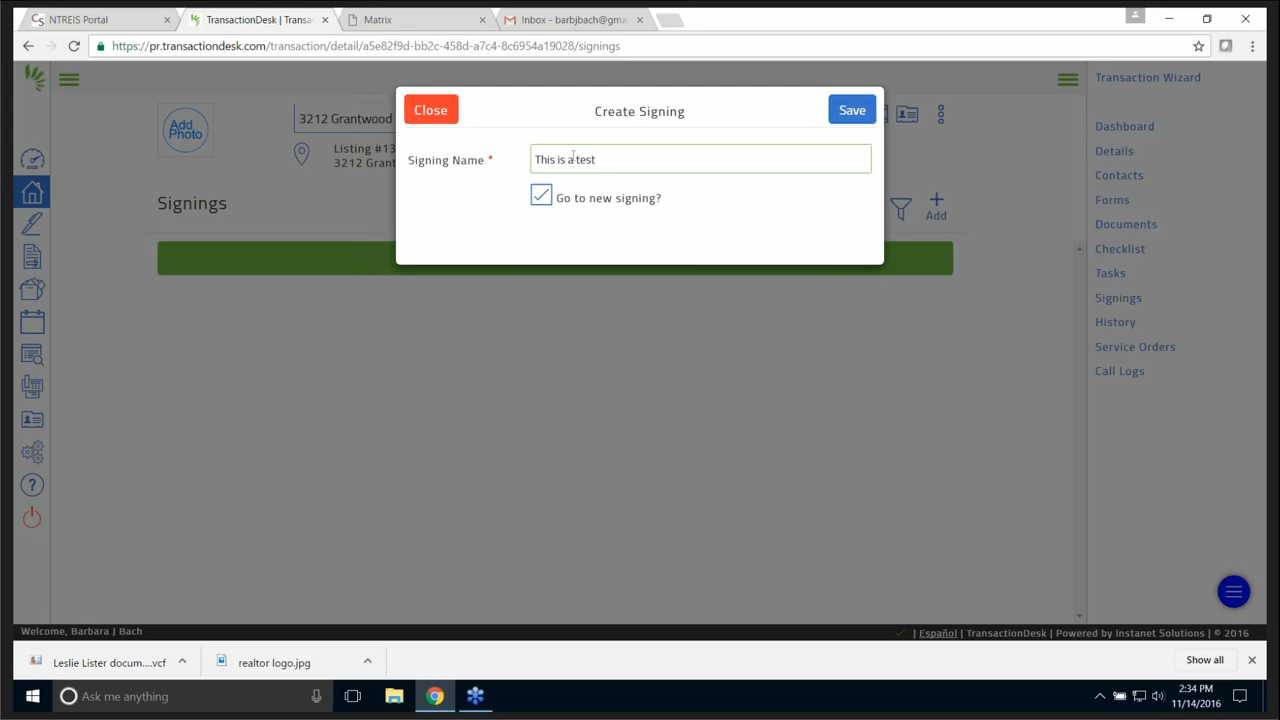 NTREIS Portal
TransactionDesk | Transa
Matrix
Inbox - barbjbach@gma
https://pr.transactiondesk.com/transaction/detail/a5e82f9d-bb2c-458d-a7c4-8c6954a19028/signings
Transaction Wizard
Close
Create Signing
Save
Add Photo
3212 Grantwood
Listing #13
3212 Grant
Signing Name *
This is a test
Go to new signing?
Signings
Add
Dashboard
Details
Contacts
Forms
Documents
Checklist
Tasks
Signings
History
Service Orders
Call Logs
Welcome, Barbara J Bach
| Español | TransactionDesk | Powered by Instanet Solutions | © 2016
Leslie Lister docum....vcf
realtor logo.jpg
Show all
Ask me anything
2:34 PM
11/14/2016